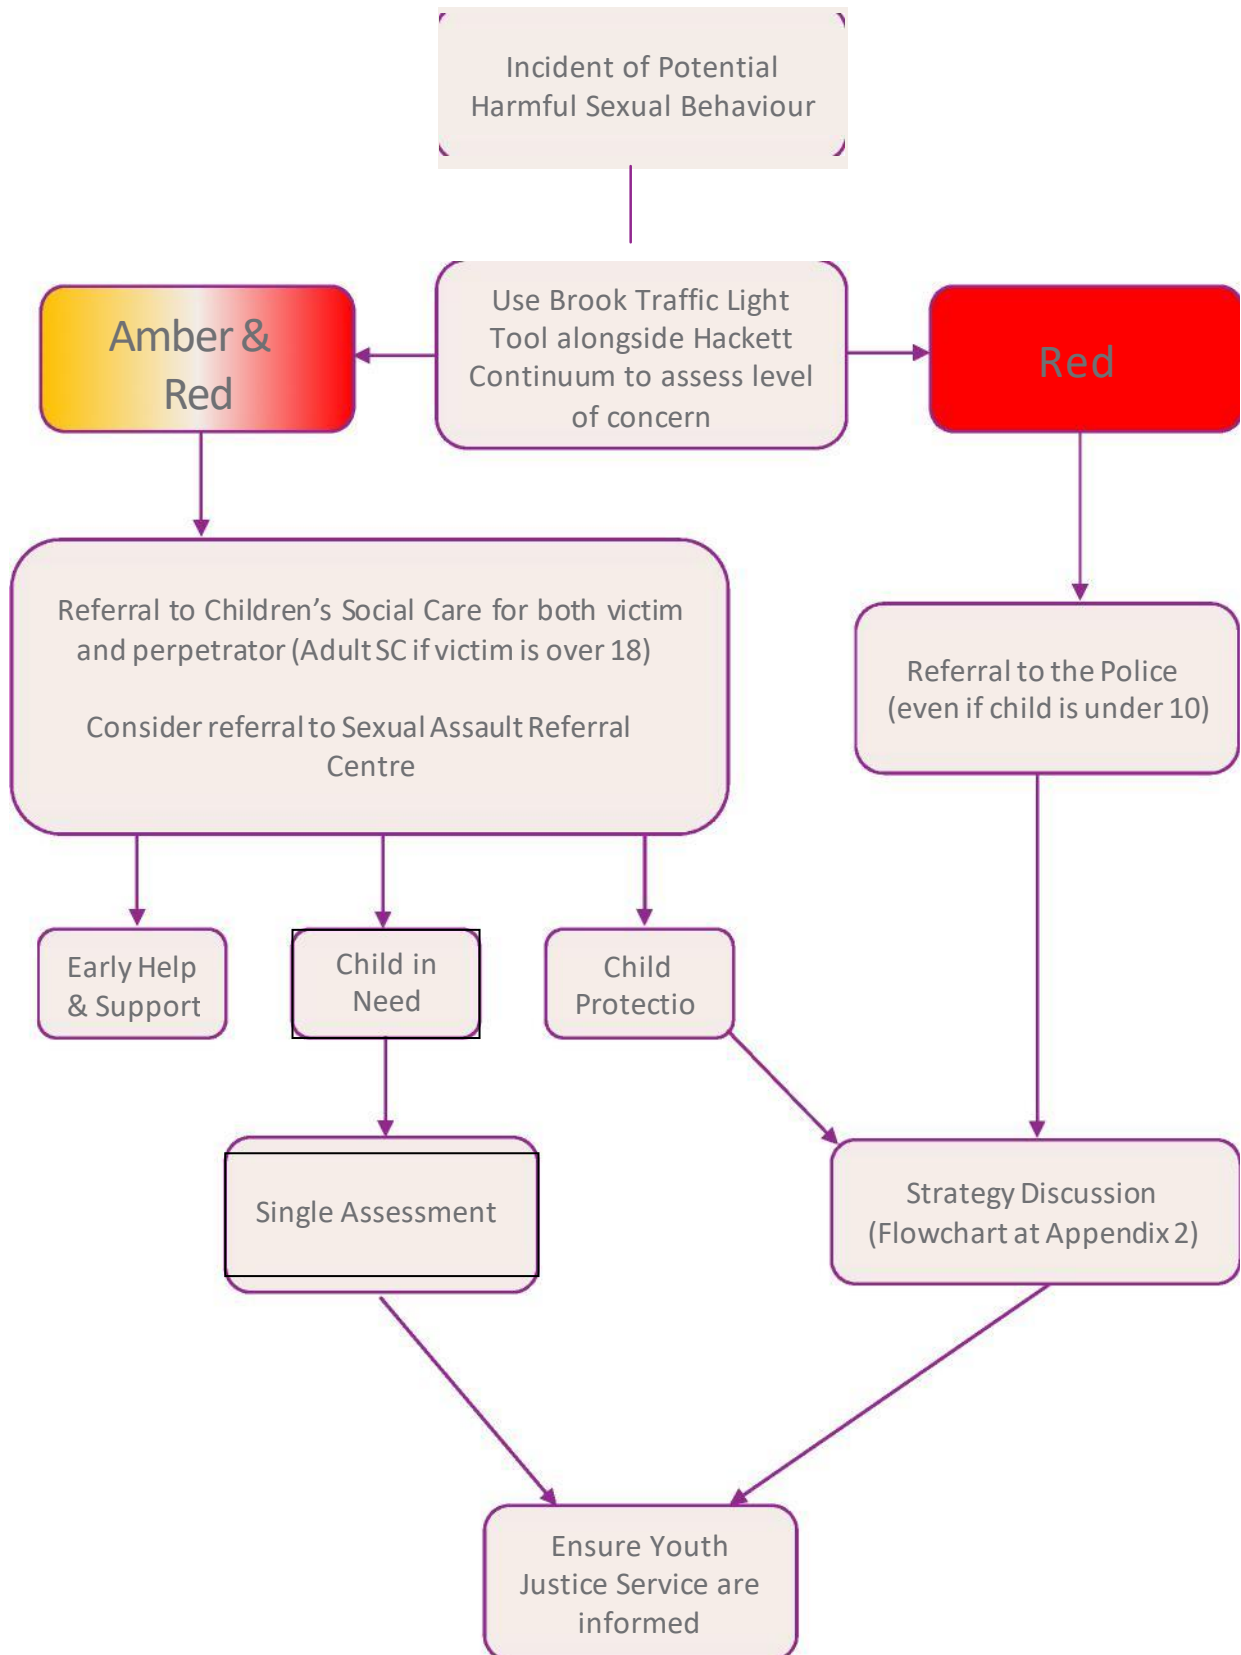 Incident of Potential
Harmful Sexual Behaviour
Amber &
Red
Use Brook Traffic Light
Tool alongside Hackett
Continuum to assess level
of concern
Red
Referral to Children’s Social Care for both victim
and perpetrator (Adult SC if victim is over 18)
Consider referral to Sexual Assault Referral
Centre
Referral to the Police
(even if child is under 10)
Early Help
& Support
Child in
Need
Child
Protectio
Single Assessment
Strategy Discussion
(Flowchart at Appendix 2)
Ensure Youth
Justice Service are
informed